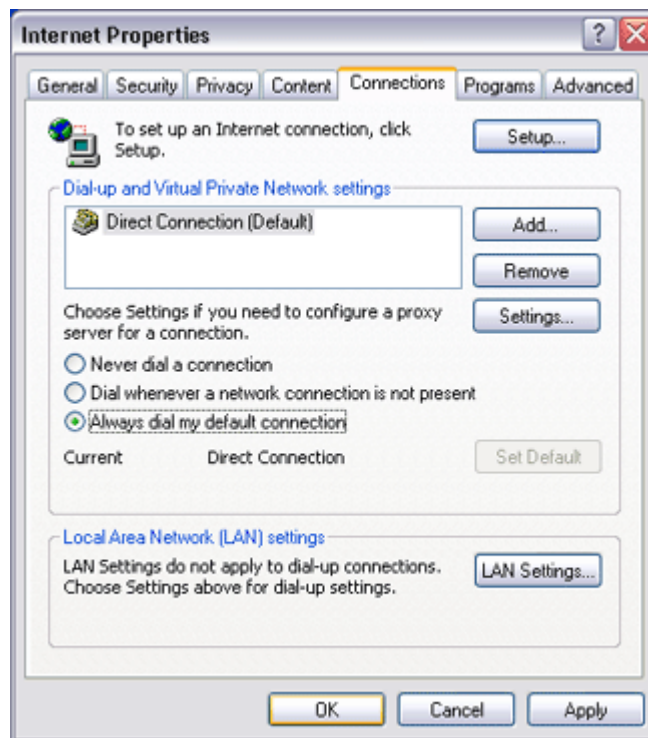 Internet Properties
General Security Privacy Content Connections Programs Advanced
To set up an Internet connection, click
Setup.
Setup...
Dial-up and Virtual Private Network settings
Direct Connection (Default)
Add...
Remove
Choose Settings if you need to configure a proxy
server for a connection.
Settings...
Never dial a connection
Dial whenever a network connection is not present
Always dial my default connection
Current Direct Connection Set Default
Local Area Network (LAN) settings
LAN Settings do not apply to dial-up connections.
Choose Settings above for dial-up settings.
LAN Settings...
OK Cancel Apply